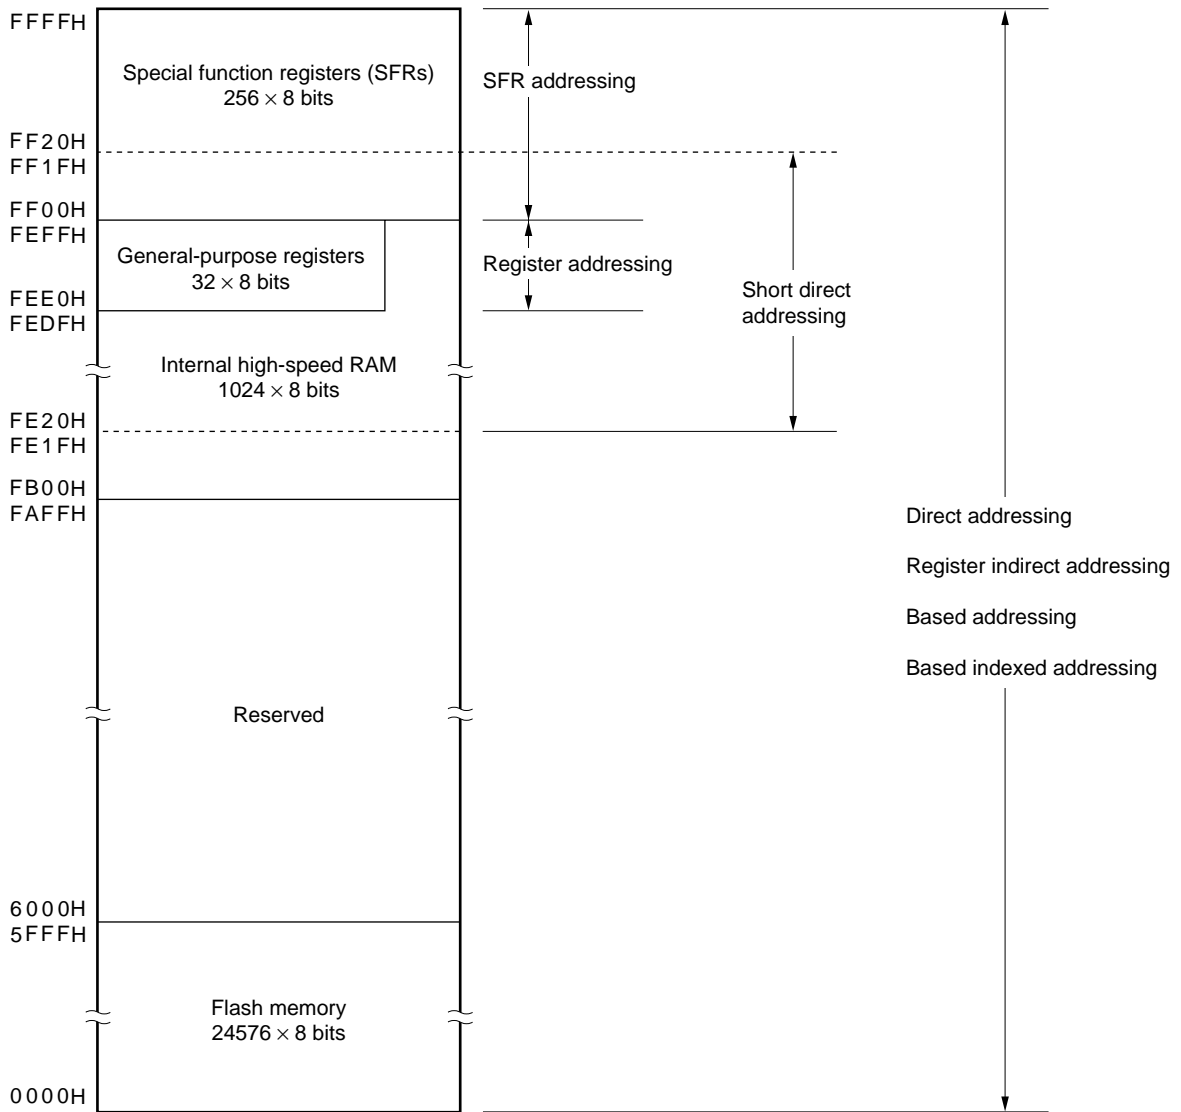 FFFFH
Special function registers (SFRs)
256 × 8 bits
SFR addressing
FF20H
FF1FH
FF00H
FEFFH
General-purpose registers
32 × 8 bits
Register addressing
Short direct
addressing
FEE0H
FEDFH
Internal high-speed RAM
1024 × 8 bits
FE20H
FE1FH
FB00H
FAFFH
Direct addressing
Register indirect addressing
Based addressing
Based indexed addressing
Reserved
6000H
5FFFH
Flash memory
24576 × 8 bits
0000H